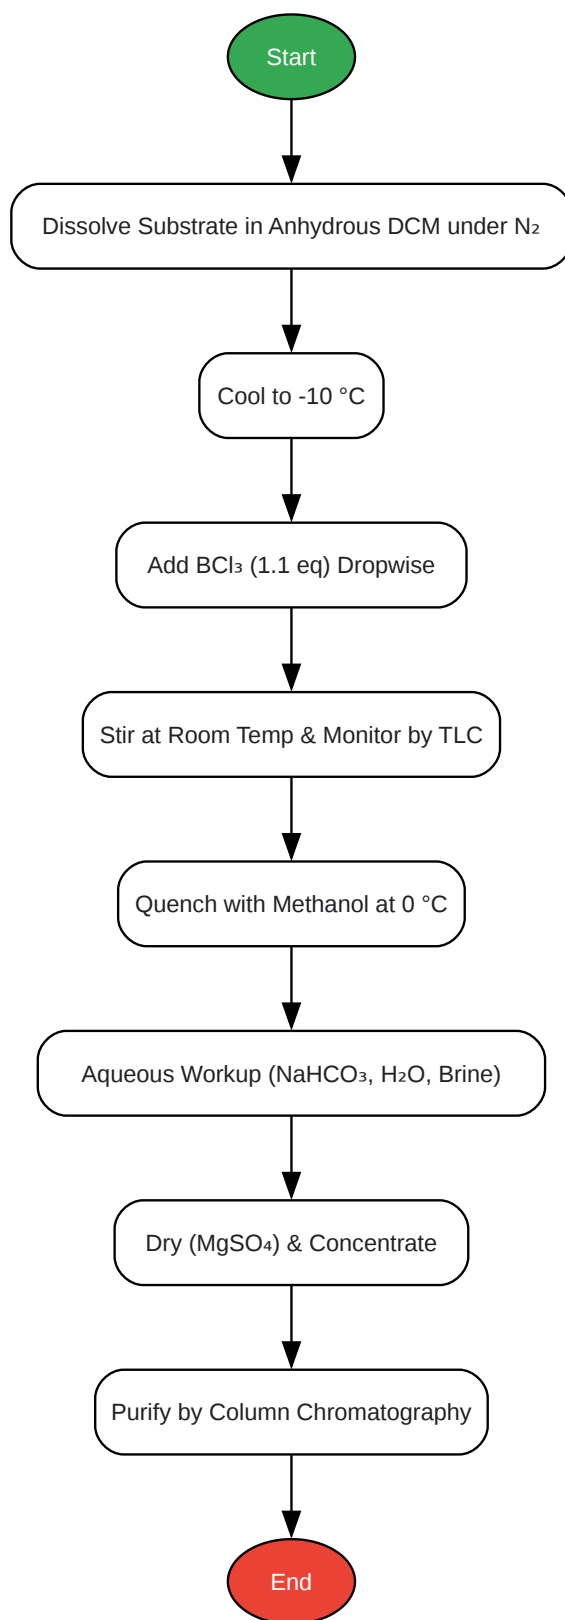 Start
Dissolve Substrate in Anhydrous DCM under N₂
Cool to -10 °C
Add BCl₃ (1.1 eq) Dropwise
Stir at Room Temp & Monitor by TLC
Quench with Methanol at 0 °C
Aqueous Workup (NaHCO₃, H₂O, Brine)
Dry (MgSO₄) & Concentrate
Purify by Column Chromatography
End